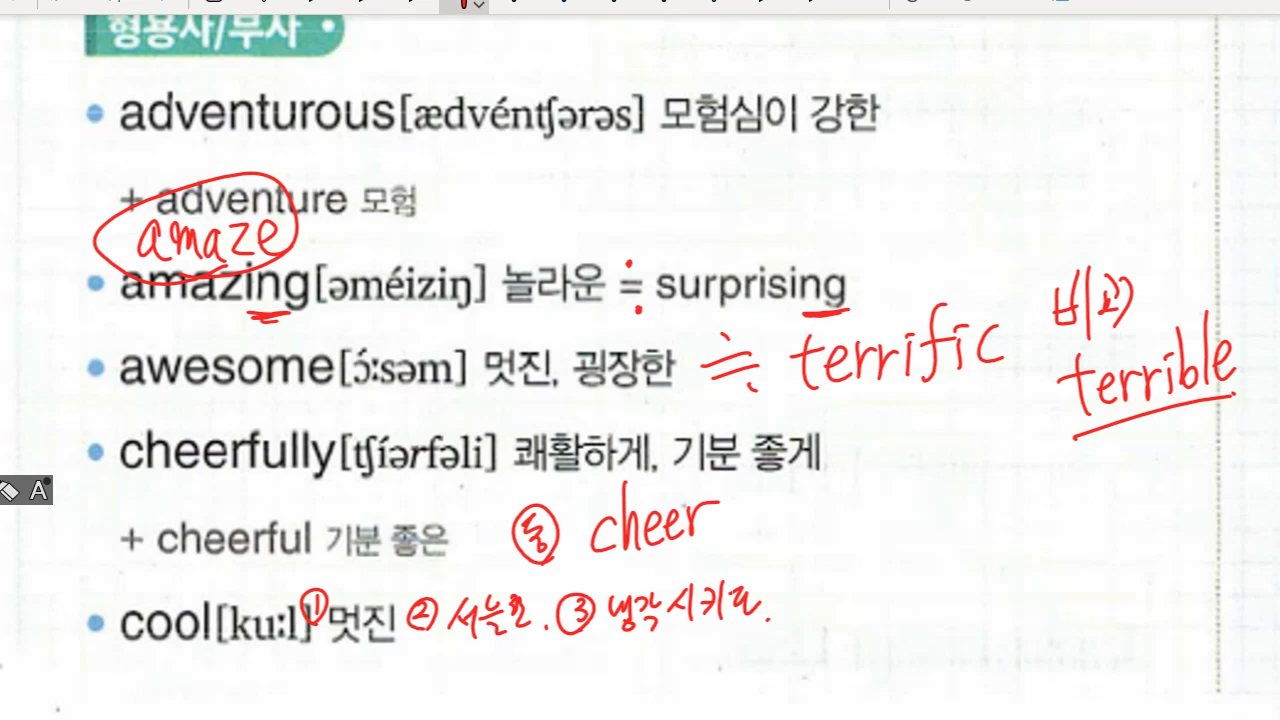 형용사/부사 •
• adventurous[ædvéntʃərəs] 모험심이 강한
+ adventure 모험
amaze
• amazing[əméiziŋ] 놀라운 = surprising
비교
• awesome[ɔ́ːsəm] 멋진, 굉장한 ≒ terrific terrible
• cheerfully[tʃíərfəli] 쾌활하게, 기분 좋게
A
+ cheerful 기분 좋은 동 cheer
• cool[kuːl] ① 멋진 ② 서늘한. ③ 냉각시키다.